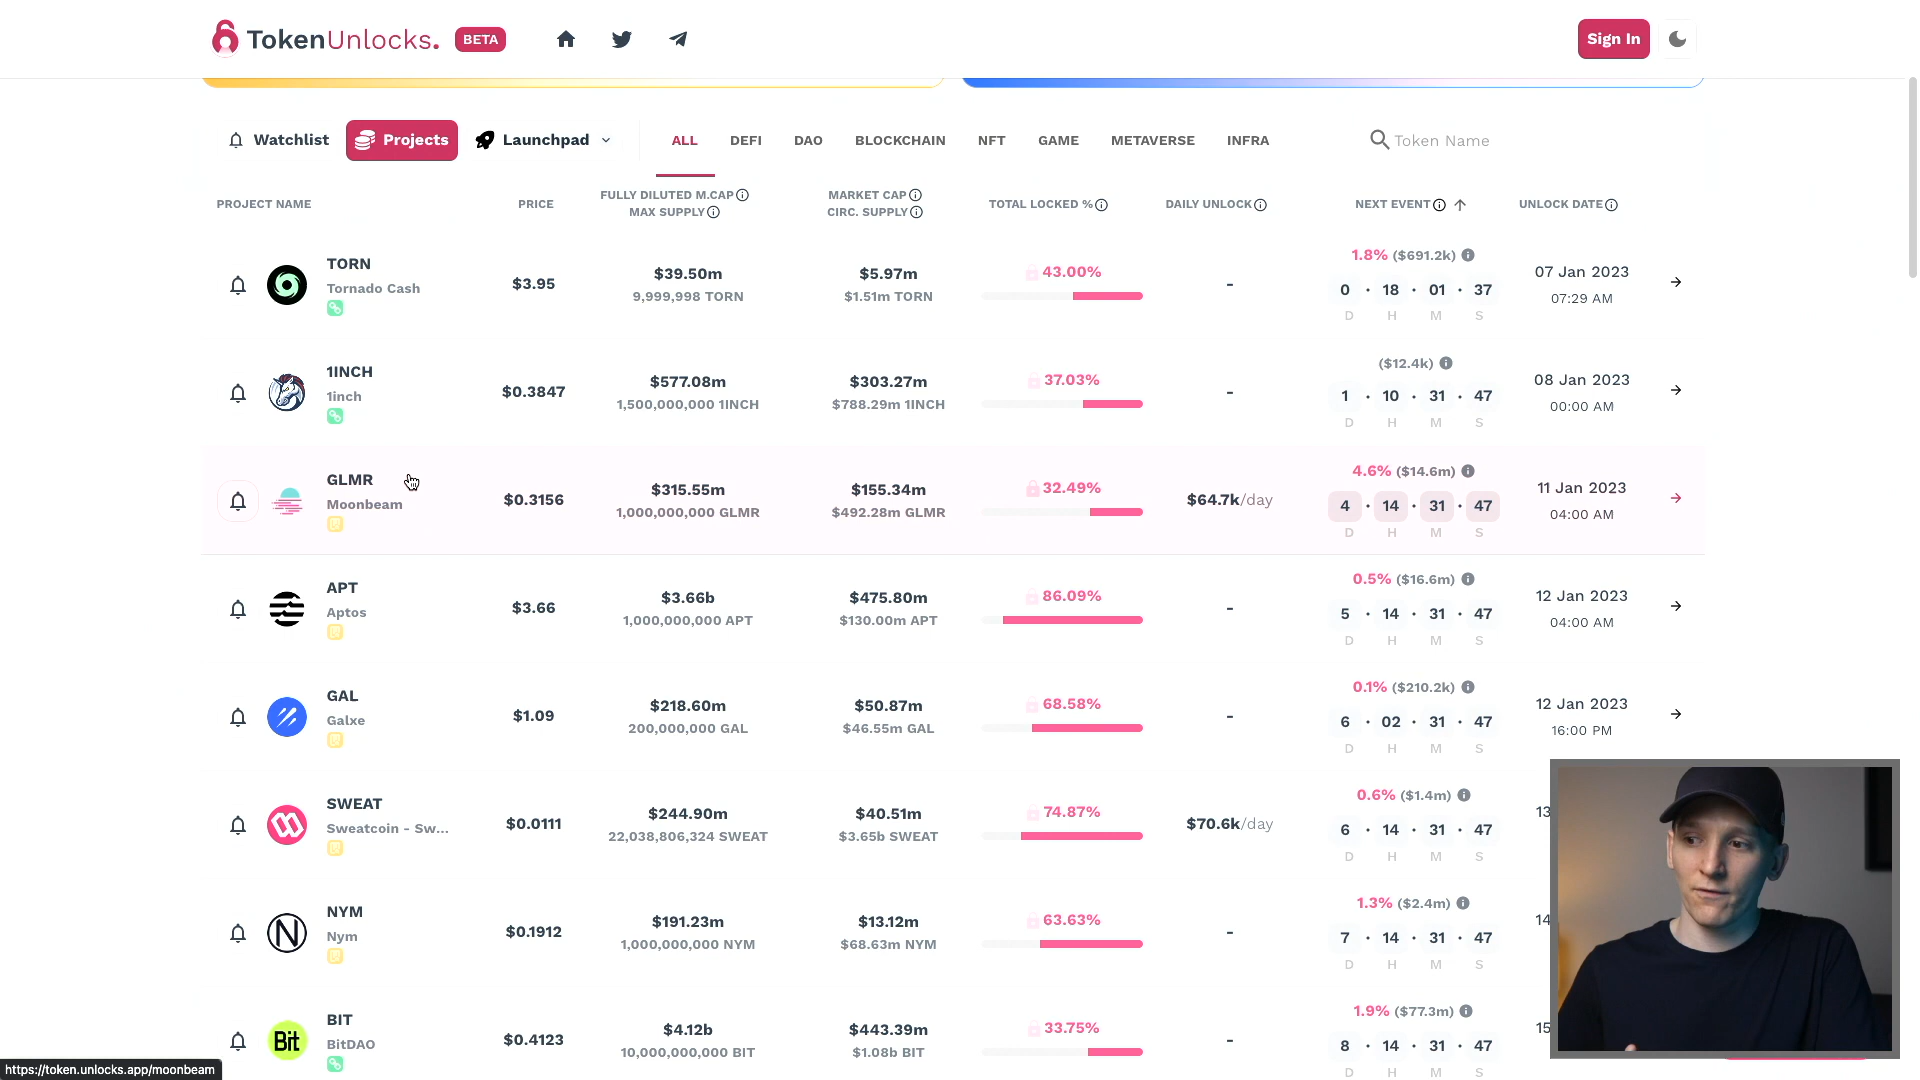 TokenUnlocks. BETA
Sign In
Watchlist Projects Launchpad ALL DEFI DAO BLOCKCHAIN NFT GAME METAVERSE INFRA Token Name
PROJECT NAME PRICE FULLY DILUTED M.CAP MARKET CAP TOTAL LOCKED % DAILY UNLOCK NEXT EVENT UNLOCK DATE
MAX SUPPLY CIRC. SUPPLY
TORN $39.50m $5.97m 43.00% 1.8% ($691.2k) 07 Jan 2023
Tornado Cash $3.95 9,999,998 TORN $1.51m TORN - 0 · 18 · 01 · 37 07:29 AM
D H M S
1INCH $577.08m $303.27m 37.03% ($12.4k) 08 Jan 2023
1inch $0.3847 1,500,000,000 1INCH $788.29m 1INCH - 1 · 10 · 31 · 47 00:00 AM
D H M S
GLMR $315.55m $155.34m 32.49% 4.6% ($14.6m) 11 Jan 2023
Moonbeam $0.3156 1,000,000,000 GLMR $492.28m GLMR $64.7k/day 4 · 14 · 31 · 47 04:00 AM
D H M S
APT $3.66b $475.80m 86.09% 0.5% ($16.6m) 12 Jan 2023
Aptos $3.66 1,000,000,000 APT $130.00m APT - 5 · 14 · 31 · 47 04:00 AM
D H M S
GAL $218.60m $50.87m 68.58% 0.1% ($210.2k) 12 Jan 2023
Galxe $1.09 200,000,000 GAL $46.55m GAL - 6 · 02 · 31 · 47 16:00 PM
D H M S
SWEAT $244.90m $40.51m 74.87% 0.6% ($1.4m) 13
Sweatcoin - Sw... $0.0111 22,038,806,324 SWEAT $3.65b SWEAT $70.6k/day 6 · 14 · 31 · 47
D H M S
NYM $191.23m $13.12m 63.63% 1.3% ($2.4m) 14
Nym $0.1912 1,000,000,000 NYM $68.63m NYM - 7 · 14 · 31 · 47
D H M S
BIT $4.12b $443.39m 33.75% 1.9% ($77.3m) 15
BitDAO $0.4123 10,000,000,000 BIT $1.08b BIT - 8 · 14 · 31 · 47
Bit
D H M S
https://token.unlocks.app/moonbeam